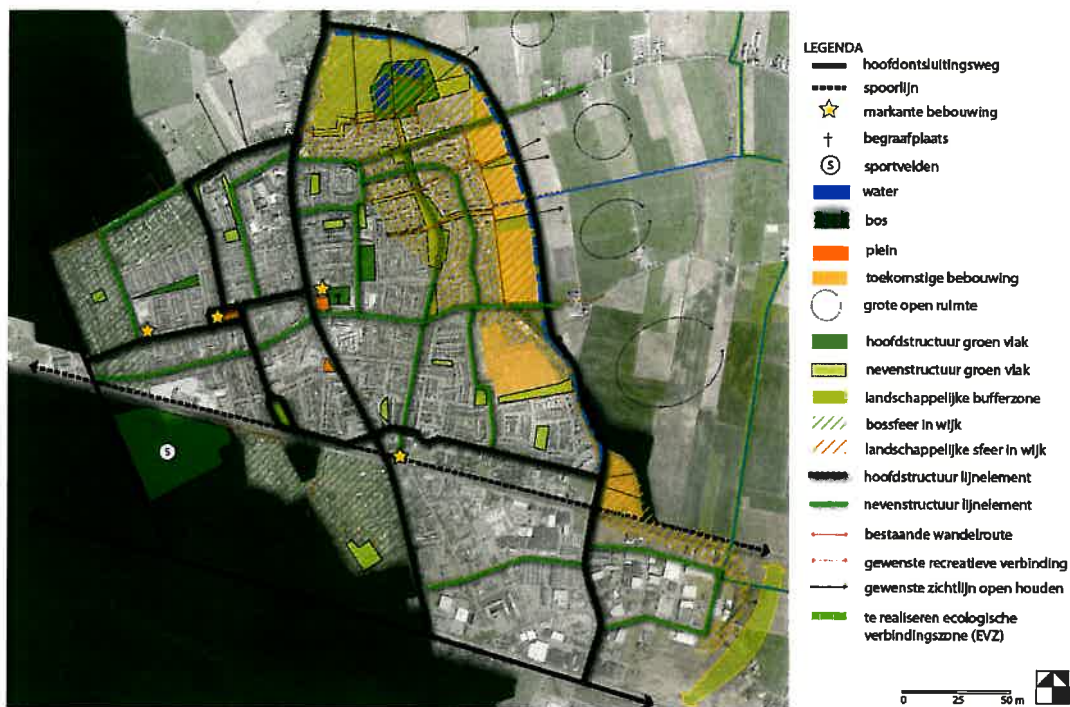 LEGENDA
hoofdontsluitingsweg
spoorlijn
markante bebouwing
begraafplaats
S sportvelden
water
bos
plein
toekomstige bebouwing
grote open ruimte
hoofdstructuur groen vlak
nevenstructuur groen vlak
landschappelijke bufferzone
bossfeer in wijk
landschappelijke sfeer in wijk
hoofdstructuur lijnelement
nevenstructuur lijnelement
bestaande wandelroute
gewenste recreatieve verbinding
gewenste zichtlijn open houden
te realiseren ecologische
verbindingszone (EVZ)
S
0 25 50 m